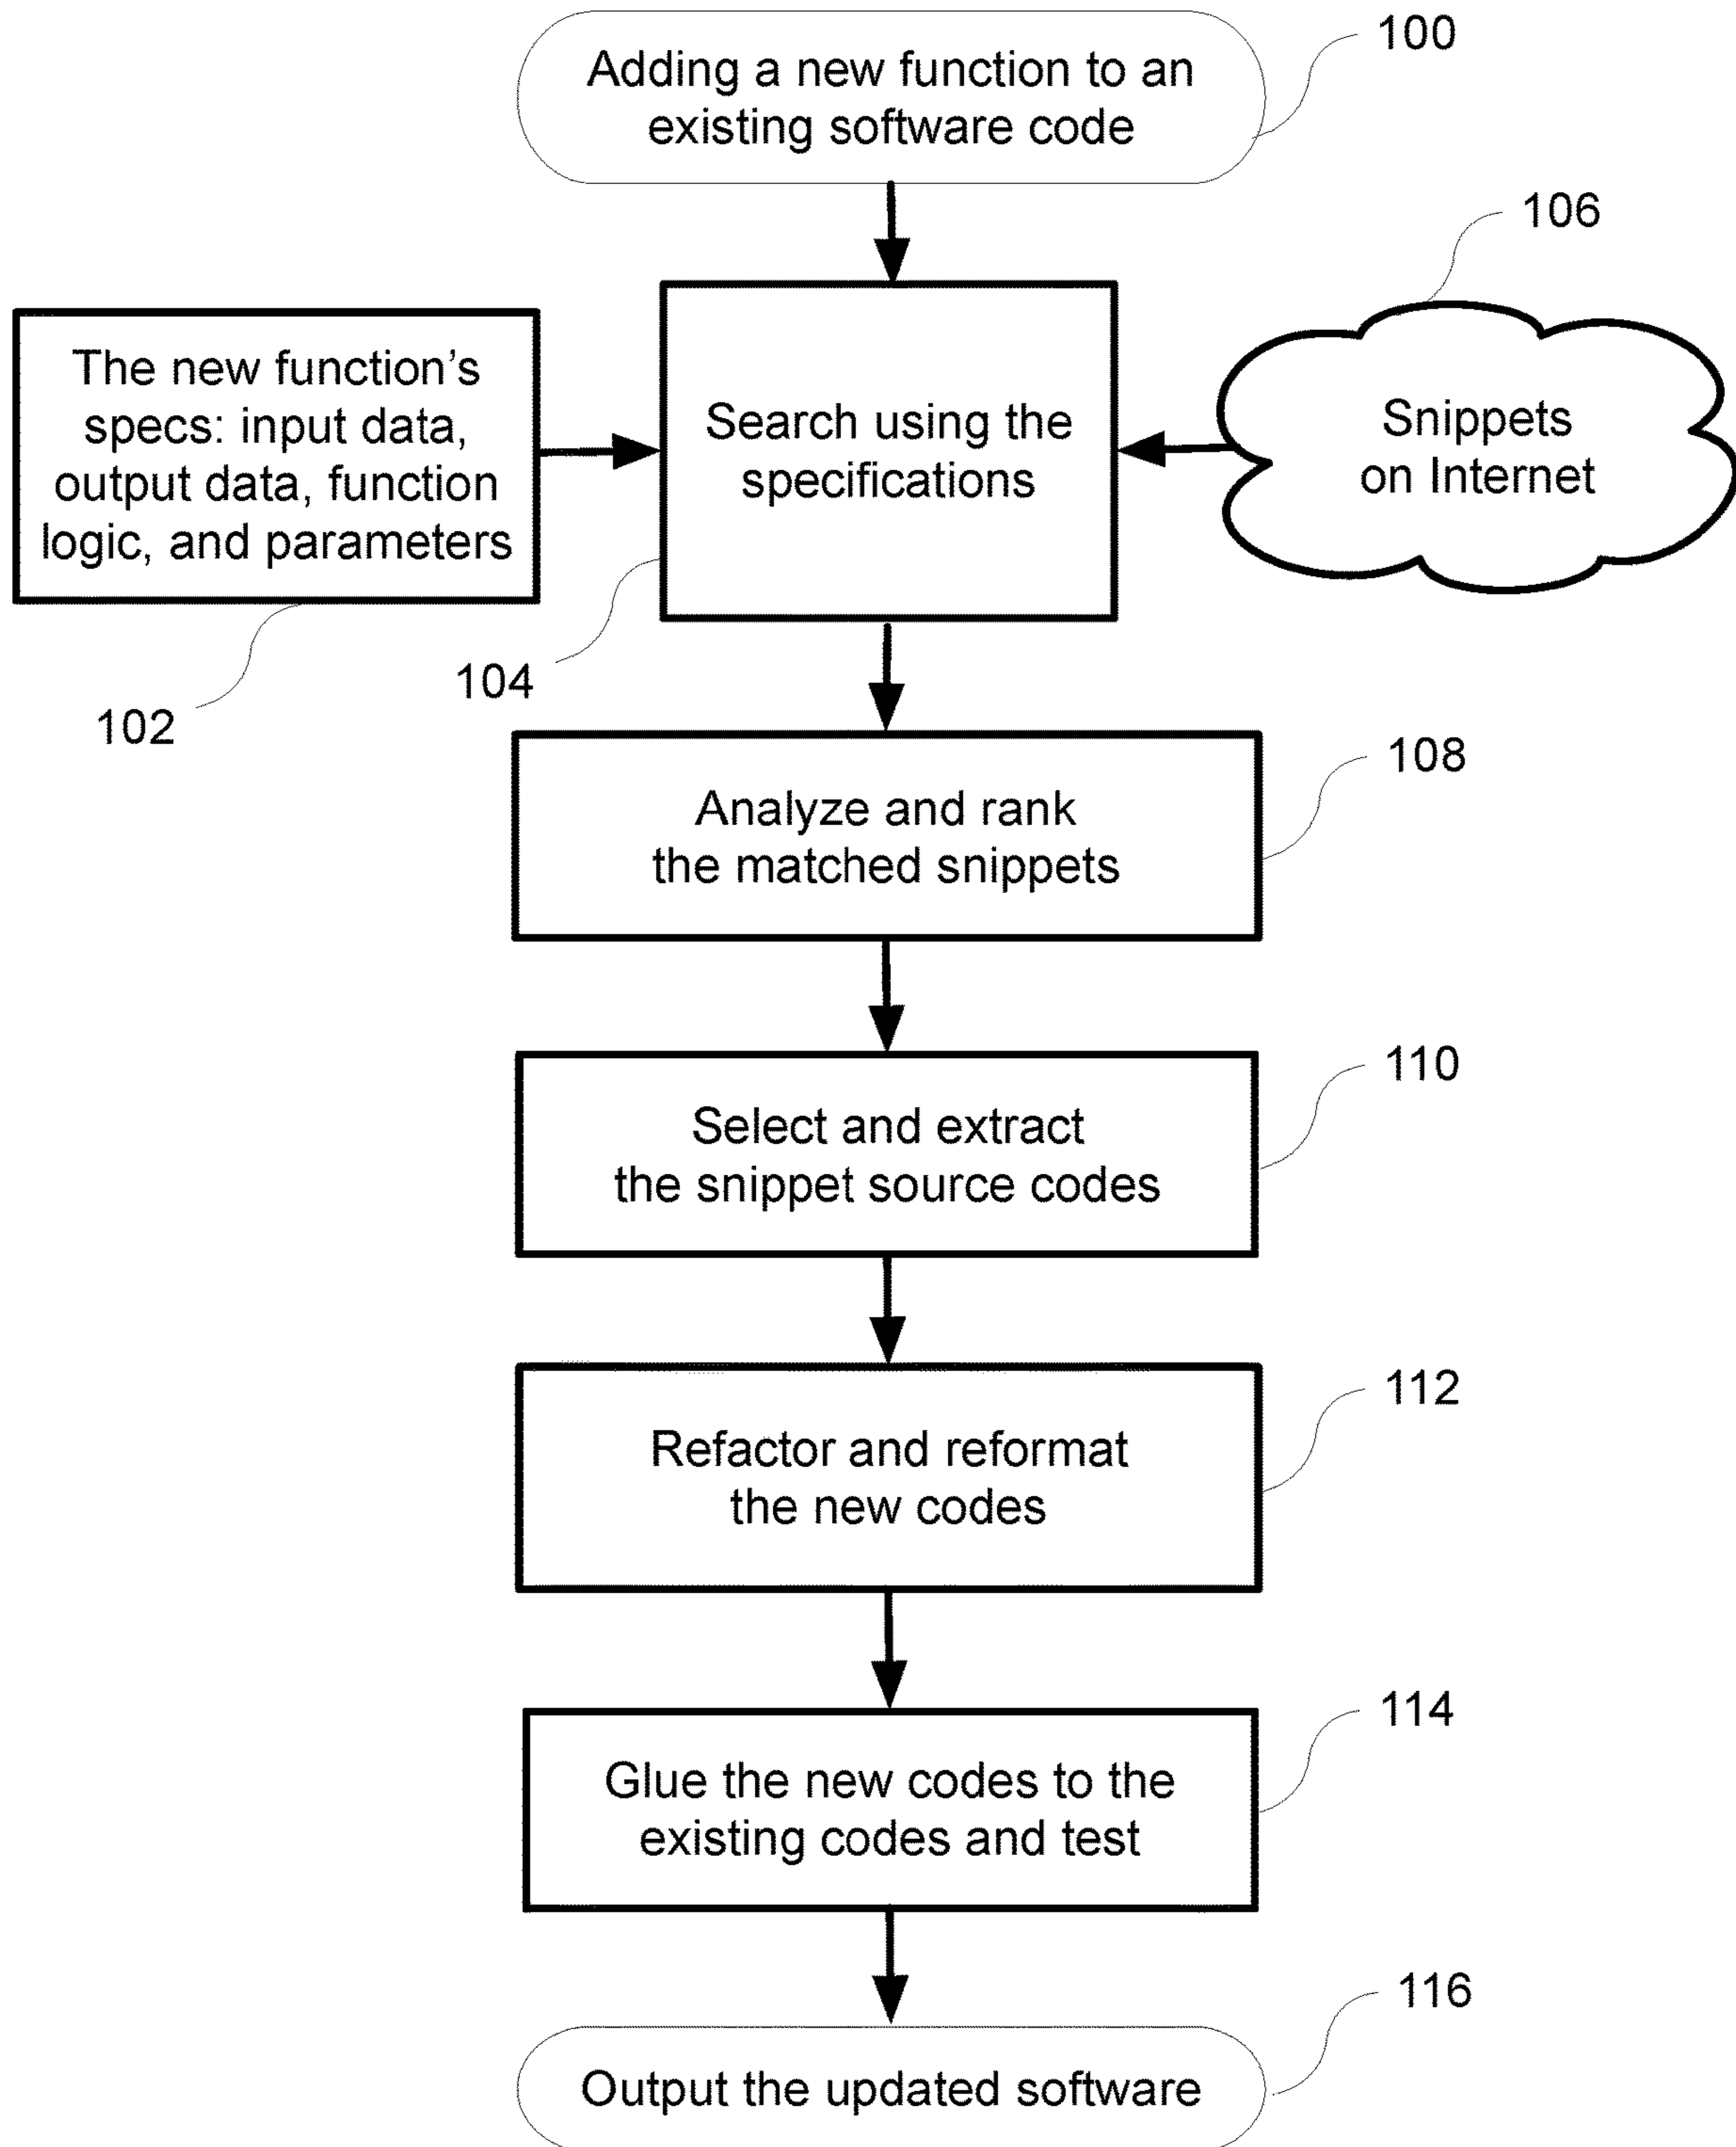 Adding a new function to an
existing software code
100
106
The new function’s
specs: input data,
output data, function
logic, and parameters
Search using the
specifications
Snippets
on Internet
104
102
108
Analyze and rank
the matched snippets
110
Select and extract
the snippet source codes
112
Refactor and reformat
the new codes
114
Glue the new codes to the
existing codes and test
116
Output the updated software